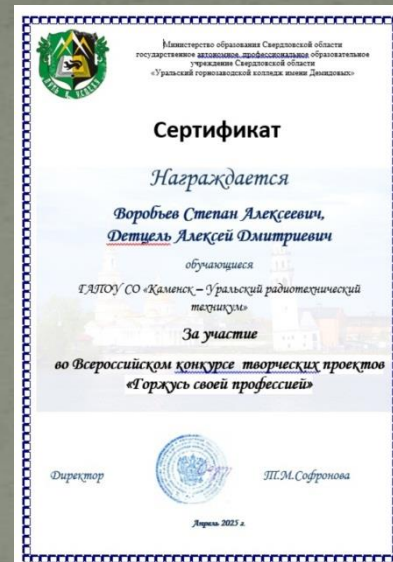 Министерство образования Свердловской области
государственное автономное профессиональное образовательное
учреждение Свердловской области
«Уральский горнозаводской колледж имени Демидовых»
Сертификат
Награждается
Воробьев Степан Алексеевич,
Детцель Алексей Дмитриевич
обучающиеся
ГАПОУ СО «Каменск – Уральский радиотехнический
техникум»
За участие
во Всероссийском конкурсе творческих проектов
«Горжусь своей профессией»
Директор
Т.М.Софронова
Апрель 2025 г.